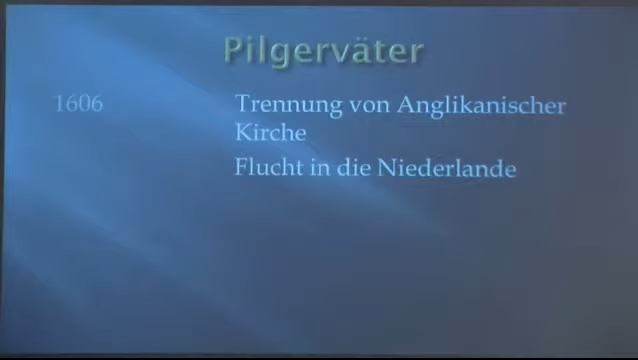 Pilgerväter
1606
Trennung von Anglikanischer
Kirche
Flucht in die Niederlande